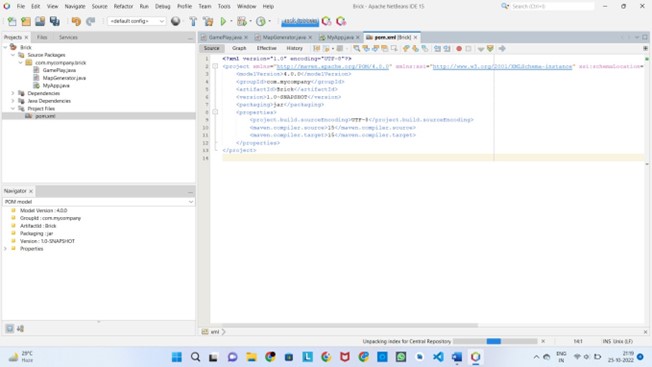 File Edit View Navigate Source Refactor Run Debug Profile Team Tools Window Help
Brick - Apache NetBeans IDE 15
Search (Ctrl+I)
<default config>
Projects
Files
Services
Brick
Source Packages
com.mycompany.brick
GamePlay.java
MapGenerator.java
MyApp.java
Dependencies
Java Dependencies
Project Files
pom.xml
Navigator
POM model
Model Version : 4.0.0
GroupId : com.mycompany
ArtifactId : Brick
Packaging : jar
Version : 1.0-SNAPSHOT
Properties
GamePlay.java
MapGenerator.java
MyApp.java
pom.xml [Brick]
Source
Graph
Effective
History
1 <?xml version="1.0" encoding="UTF-8"?>
2 <project xmlns="http://maven.apache.org/POM/4.0.0" xmlns:xsi="http://www.w3.org/2001/XMLSchema-instance" xsi:schemaLocation=
3 <modelVersion>4.0.0</modelVersion>
4 <groupId>com.mycompany</groupId>
5 <artifactId>Brick</artifactId>
6 <version>1.0-SNAPSHOT</version>
7 <packaging>jar</packaging>
8 <properties>
9 <project.build.sourceEncoding>UTF-8</project.build.sourceEncoding>
10 <maven.compiler.source>15</maven.compiler.source>
11 <maven.compiler.target>15</maven.compiler.target>
12 </properties>
13 </project>
xml
Unpacking index for Central Repository
14:1
INS Unix (LF)
29°C
Haze
ENG
IN
21:19
25-10-2022